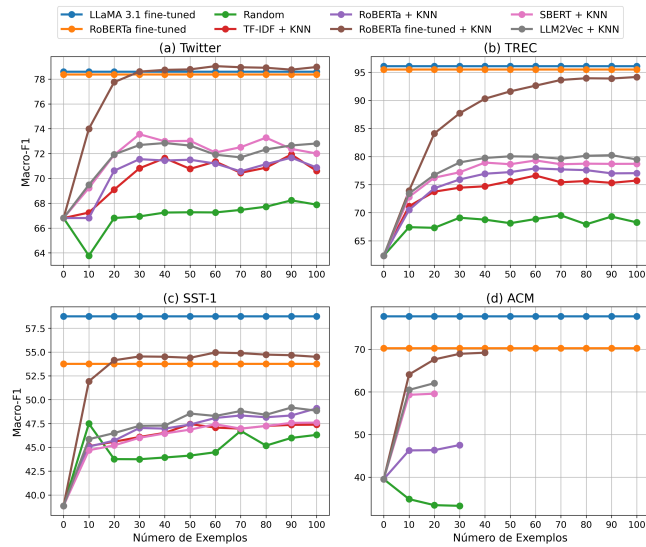 LLaMA 3.1 fine-tuned Random RoBERTa + KNN SBERT + KNN
RoBERTa fine-tuned TF-IDF + KNN RoBERTa fine-tuned + KNN LLM2Vec + KNN
(a) Twitter
Macro-F1
78
76
74
72
70
68
66
64
0 10 20 30 40 50 60 70 80 90 100
(b) TREC
95
90
85
80
75
70
65
0 10 20 30 40 50 60 70 80 90 100
(c) SST-1
Macro-F1
57.5
55.0
52.5
50.0
47.5
45.0
42.5
40.0
0 10 20 30 40 50 60 70 80 90 100
Número de Exemplos
(d) ACM
70
60
50
40
0 10 20 30 40 50 60 70 80 90 100
Número de Exemplos